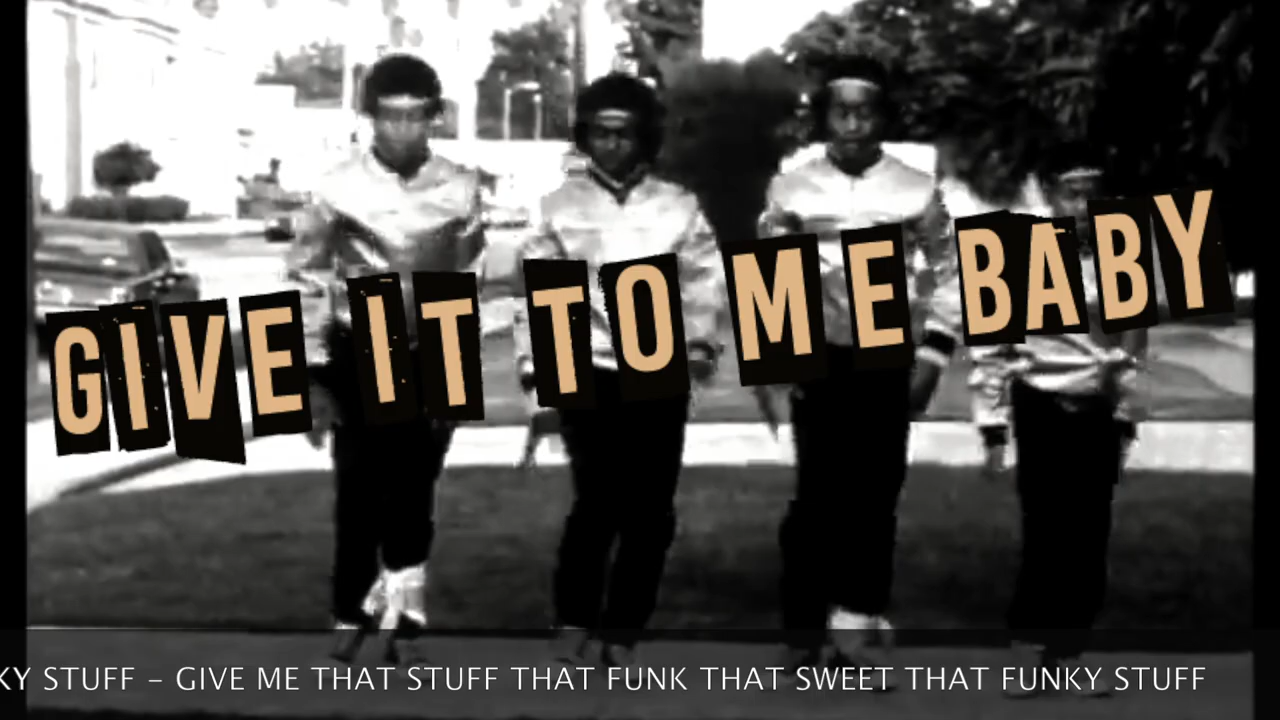 GIVE IT TO ME BABY
KY STUFF – GIVE ME THAT STUFF THAT FUNK THAT SWEET THAT FUNKY STUFF